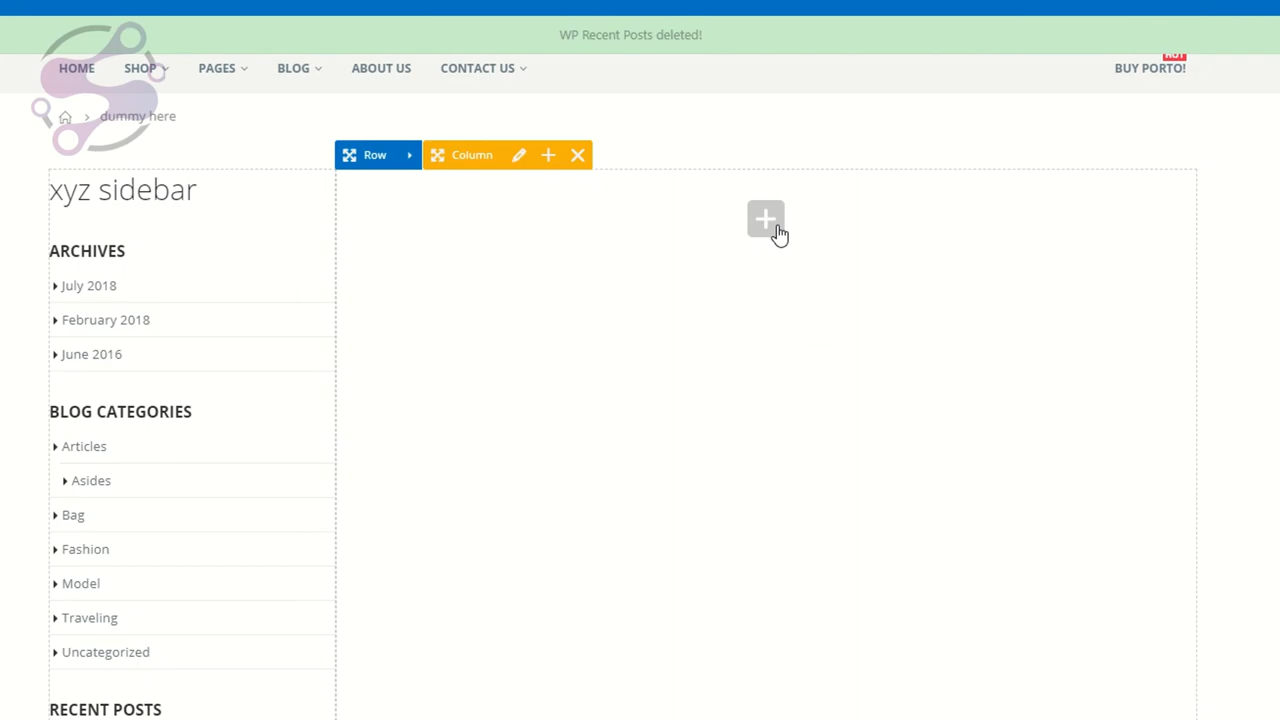 WP Recent Posts deleted!
HOT
HOME SHOP PAGES BLOG ABOUT US CONTACT US BUY PORTO!
dummy here
Row Column
xyz sidebar
ARCHIVES
July 2018
February 2018
June 2016
BLOG CATEGORIES
Articles
Asides
Bag
Fashion
Model
Traveling
Uncategorized
RECENT POSTS